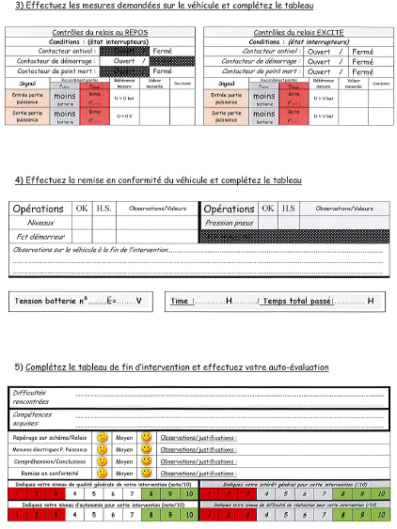 3) Effectuez les mesures demandées sur le véhicule et complétez le tableau
Contrôles du relais au REPOS
Conditions : (état interrupteurs)
Contacteur antivol : Fermé
Contacteur de démarrage : Ouvert /
Contacteur de point mort : Fermé
Signal Référence mesure Valeur mesurée
Entrée partie puissance moins batterie Borne U = U bat
Sortie partie puissance moins batterie Borne U = 0 V
Contrôles du relais EXCITE
Conditions : (état interrupteurs)
Contacteur antivol : Ouvert / Fermé
Contacteur de démarrage : Ouvert / Fermé
Contacteur de point mort : Ouvert / Fermé
Signal Référence mesure Valeur mesurée
Entrée partie puissance moins batterie Borne U = U bat
Sortie partie puissance moins batterie Borne U = U bat
4) Effectuez la remise en conformité du véhicule et complétez le tableau
Opérations OK H.S. Observations/Valeurs
Niveaux
Fct démarreur
Opérations OK H.S Observations/Valeurs
Pression pneus
Observations sur le véhicule à la fin de l'intervention
Tension batterie n° E= V
Time : H / Temps total passé: H
5) Complétez le tableau de fin d'intervention et effectuez votre auto-évaluation
Difficultés rencontrées
Compétences acquises:
Repérage sur schéma/Relais Moyen Observations/justifications :
Mesures électriques P. Puissance Moyen Observations/justifications :
Compréhension/Conclusions Moyen Observations/justifications :
Remise en conformité Moyen Observations/justifications :
Indiquez votre niveau de qualité générale de votre intervention (note/10)
1 2 3 4 5 6 7 8 9 10
Indiquez votre intérêt général pour cette intervention (/10)
1 2 3 4 5 6 7 8 9 10
Indiquez votre niveau d'autonomie pour cette intervention (note/10)
1 2 3 4 5 6 7 8 9 10
Indiquez votre niveau de difficulté de réalisation pour cette intervention (/10)
1 2 3 4 5 6 7 8 9 10